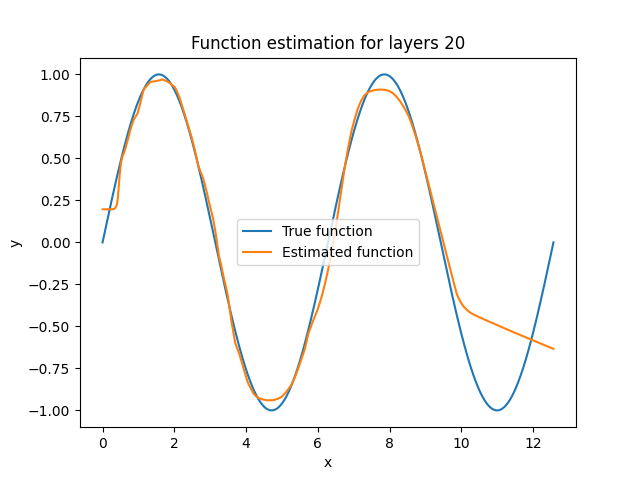 Function estimation for layers 20
1.00
0.75
0.50
0.25
0.00
−0.25
−0.50
−0.75
−1.00
y
True function
Estimated function
0 2 4 6 8 10 12
x